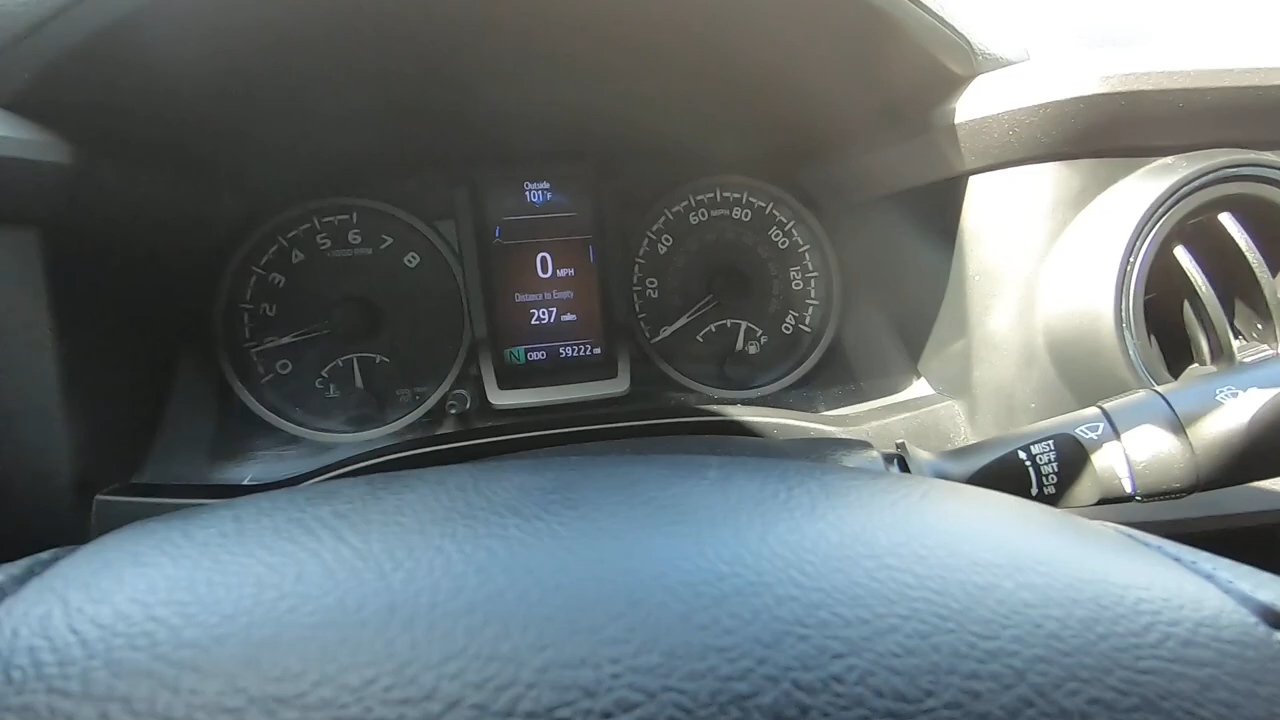 Outside
101°F
0 MPH
Distance to Empty
297 miles
N ODO 59222 mi
0
2
3
4
5
6
7
8
x1000 RPM
C
0
20
40
60 MPH 80
100
120
140
F
MIST
OFF
INT
LO
HI